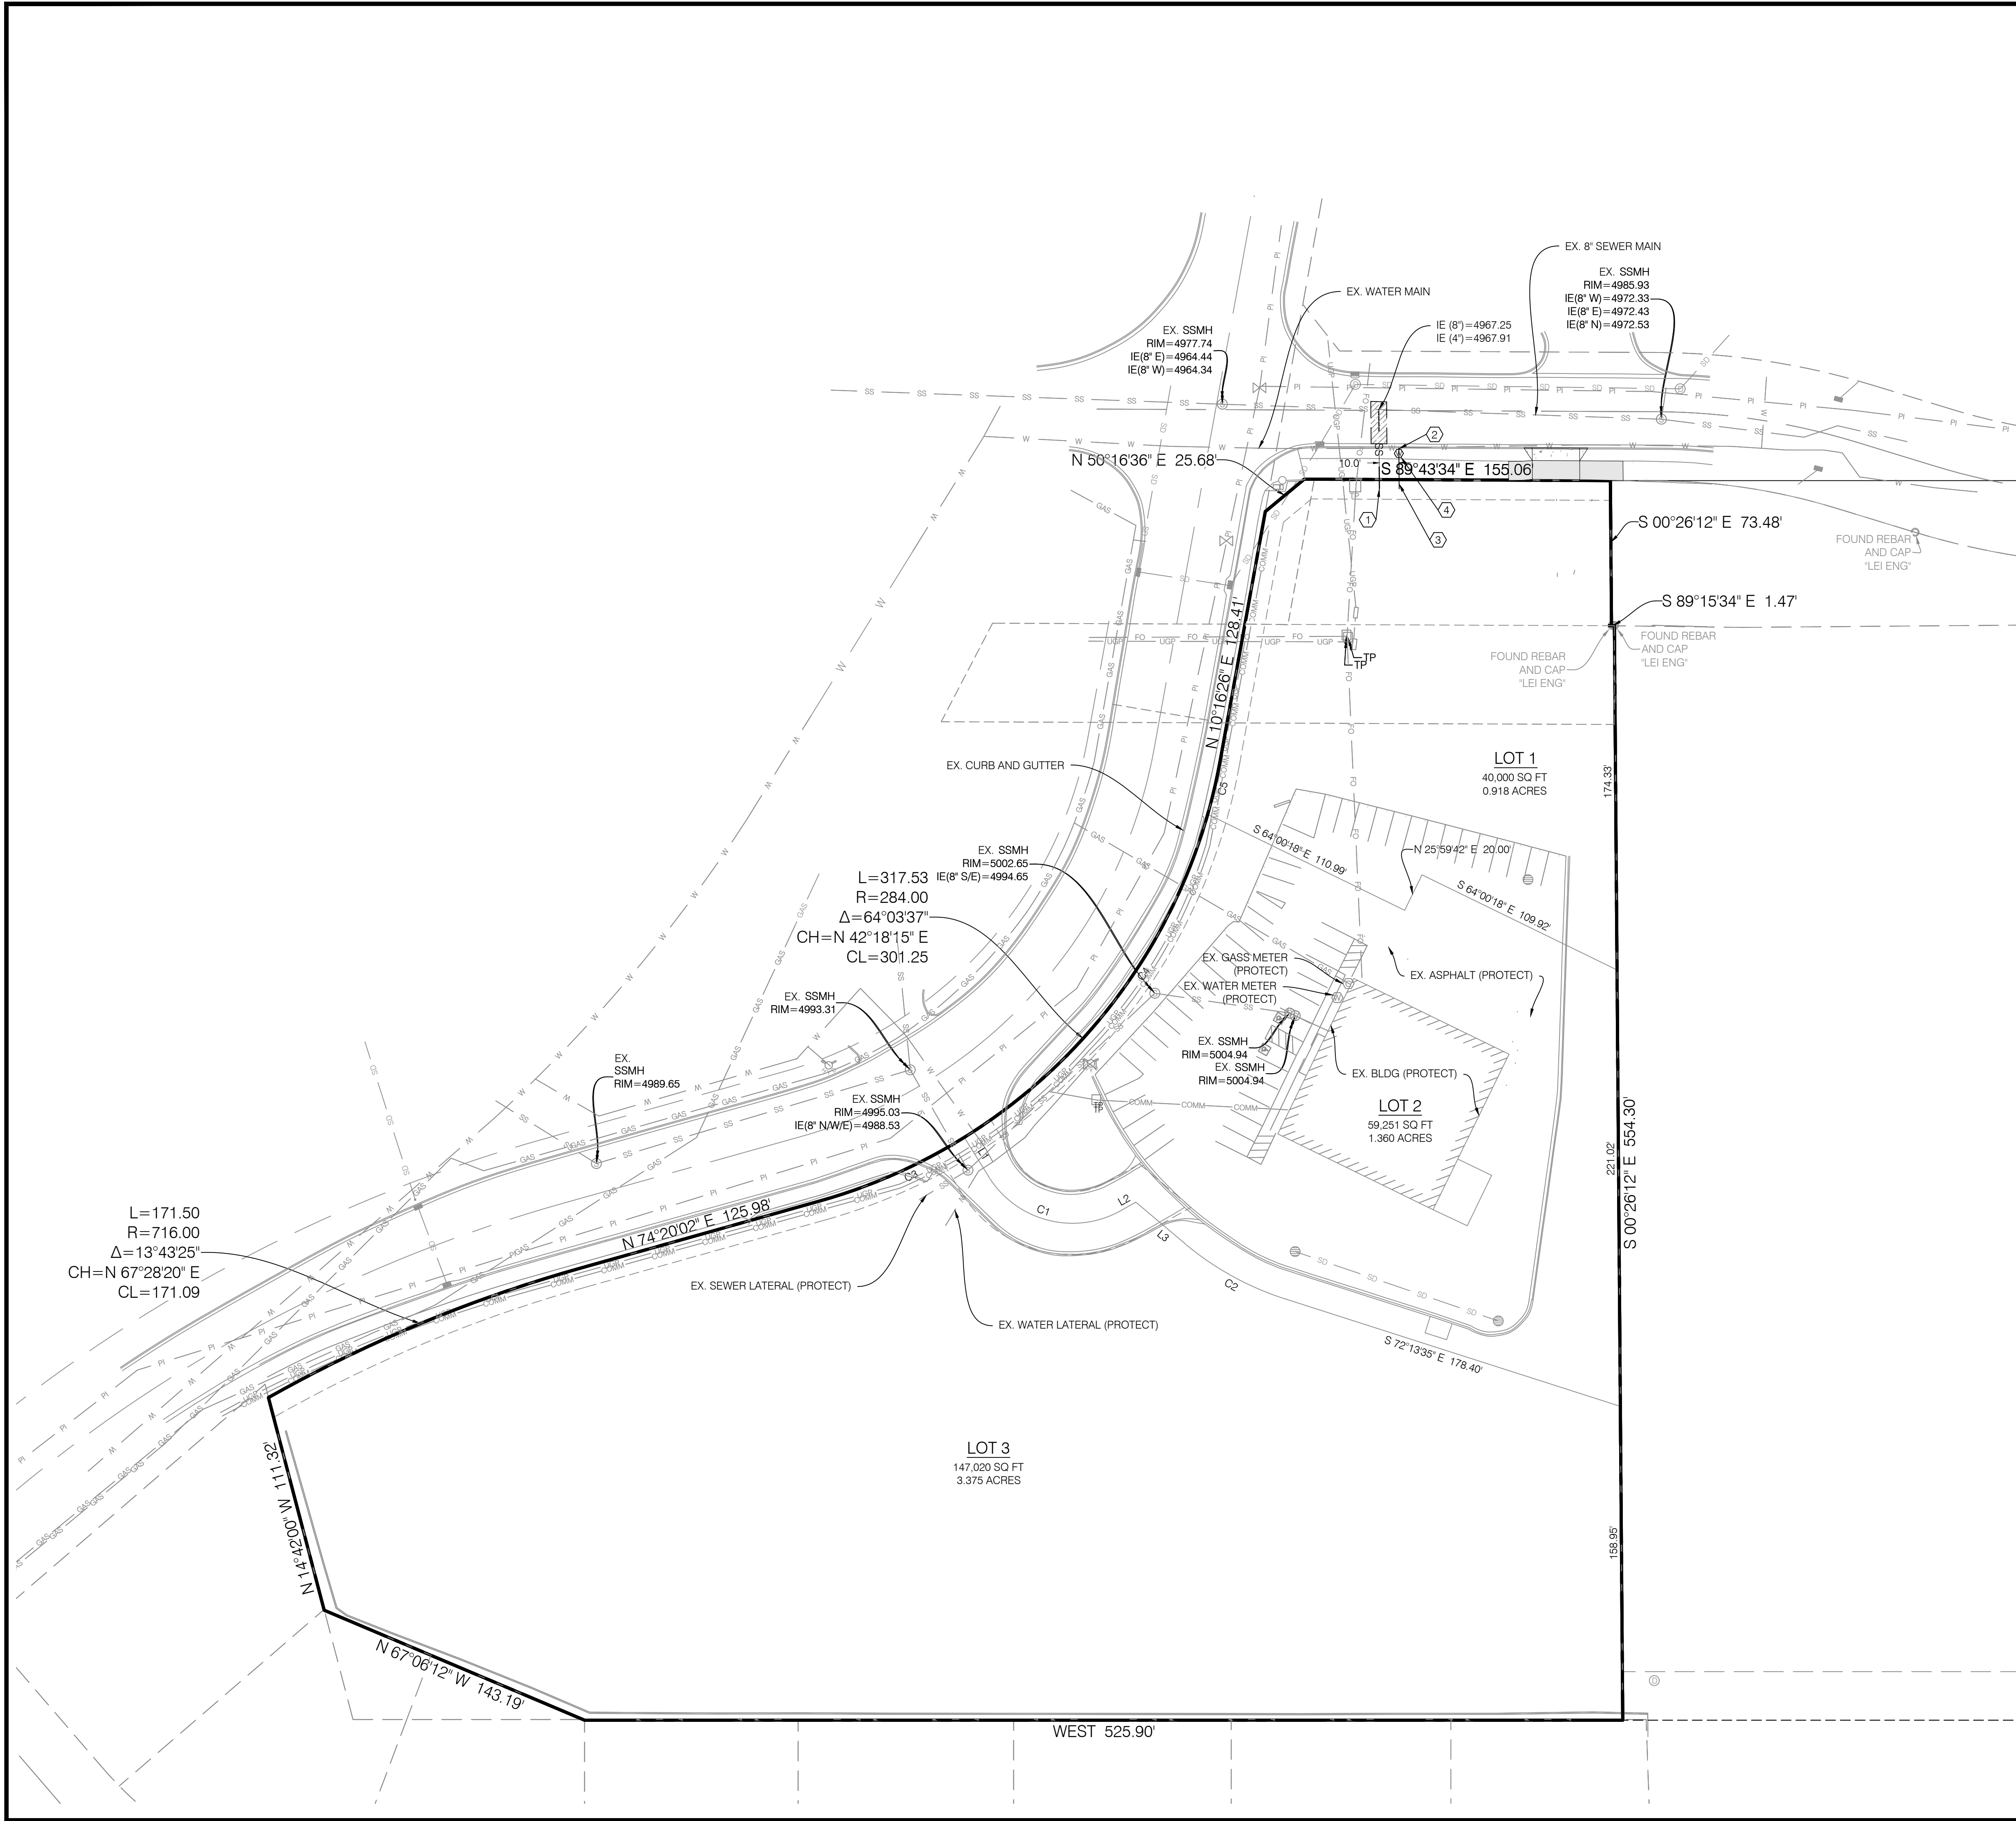 EX. 8" SEWER MAIN
EX. SSMH
RIM=4985.93
IE(8" W)=4972.33
IE(8" E)=4972.43
IE(8" N)=4972.53
EX. WATER MAIN
IE (8")=4967.25
IE (4")=4967.91
EX. SSMH
RIM=4977.74
IE(8" E)=4964.44
IE(8" W)=4964.34
2
N 50°16'36" E 25.68'
10.0'
S 89°43'34" E 155.06'
SS
1
4
3
S 00°26'12" E 73.48'
FOUND REBAR
AND CAP
"LEI ENG"
S 89°15'34" E 1.47'
FOUND REBAR
AND CAP
"LEI ENG"
FOUND REBAR
AND CAP
"LEI ENG"
TP
TP
N 10°16'26" E 128.41'
LOT 1
40,000 SQ FT
0.918 ACRES
174.33'
EX. CURB AND GUTTER
C5
S 64°00'18" E 110.99'
N 25°59'42" E 20.00'
S 64°00'18" E 109.92'
EX. SSMH
RIM=5002.65
IE(8" S/E)=4994.65
L=317.53
R=284.00
Δ=64°03'37"
CH=N 42°18'15" E
CL=301.25
C4
EX. GASS METER
(PROTECT)
EX. WATER METER
(PROTECT)
EX. ASPHALT (PROTECT)
EX. SSMH
RIM=4993.31
EX. SSMH
RIM=5004.94
EX. SSMH
RIM=5004.94
EX. BLDG (PROTECT)
EX.
SSMH
RIM=4989.65
EX. SSMH
RIM=4995.03
IE(8" N/W/E)=4988.53
LOT 2
59,251 SQ FT
1.360 ACRES
221.02'
S 00°26'12" E 554.30'
L1
C3
C1
L2
L3
C2
L=171.50
R=716.00
Δ=13°43'25"
CH=N 67°28'20" E
CL=171.09
N 74°20'02" E 125.98'
EX. SEWER LATERAL (PROTECT)
EX. WATER LATERAL (PROTECT)
S 72°13'35" E 178.40'
LOT 3
147,020 SQ FT
3.375 ACRES
N 14°42'00" W 111.32'
158.95'
N 67°06'12" W 143.19'
WEST 525.90'